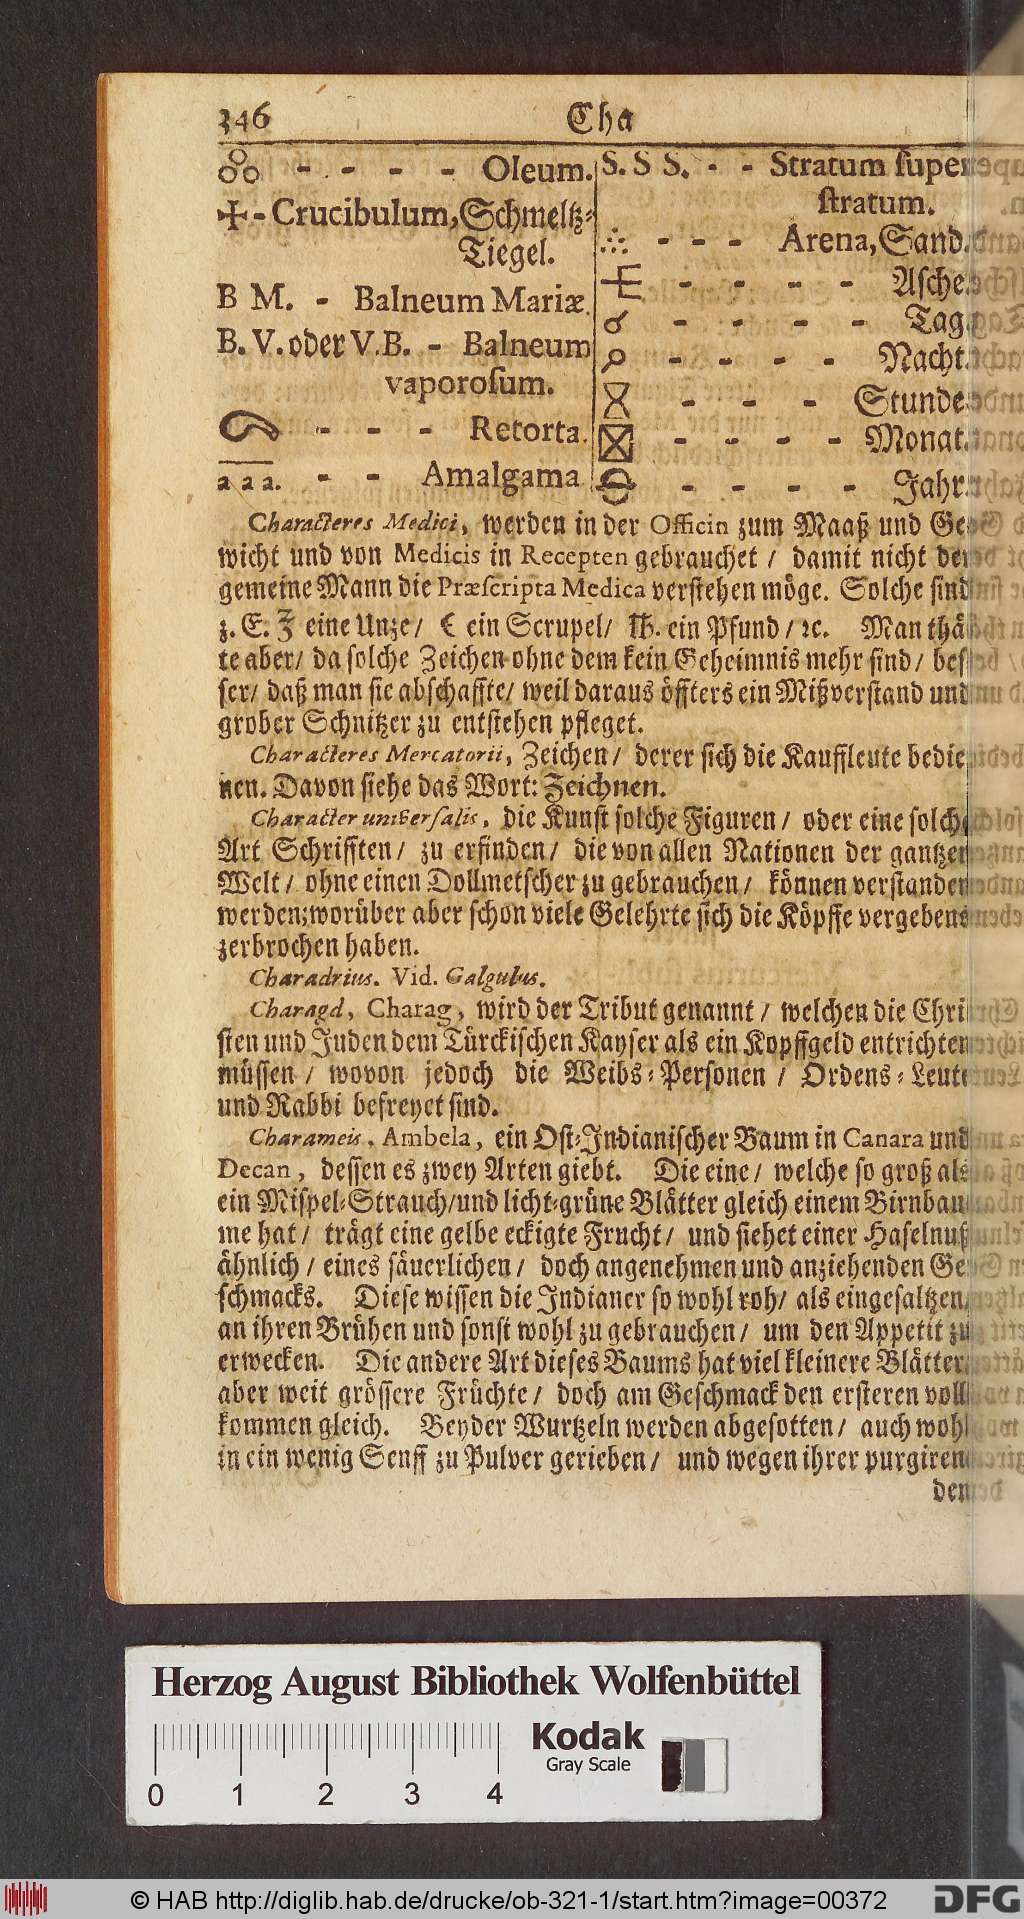 346 Cha
- - - - Oleum.
- Crucibulum, Schmeltz-
Tiegel.
B M. - Balneum Mariæ.
B. V. oder V.B. - Balneum
vaporoſum.
- - - Retorta.
a a a. - - Amalgama
S. S S. - - Stratum ſuper
ſtratum.
- - - Arena, Sand.
- - - - Aſche.
- - - - Tag.
- - - - Nacht.
- - - Stunde.
- - - - Monat.
- - - - Jahr.
Characteres Medici, werden in der Officin zum Maaß und Ge-
wicht und von Medicis in Recepten gebrauchet / damit nicht der
gemeine Mann die Præſcripta Medica verſtehen möge. Solche ſind
z. E. ℥ eine Unze/ ℈ ein Scrupel/ ℔. ein Pfund / ꝛc. Man thä-
te aber/ da ſolche Zeichen ohne dem kein Geheimnis mehr ſind / beſ-
ſer/ daß man ſie abſchaffte/ weil daraus öffters ein Mißverſtand und
grober Schnitzer zu entſtehen pfleget.
Characteres Mercatorii, Zeichen / derer ſich die Kauffleute bedie-
nen. Davon ſiehe das Wort: Zeichnen.
Character univerſalis, die Kunſt ſolche Figuren / oder eine ſolche
Art Schrifften / zu erfinden / die von allen Nationen der gantzen
Welt / ohne einen Dollmetſcher zu gebrauchen / können verſtanden
werden; worüber aber ſchon viele Gelehrte ſich die Köpffe vergebens
zerbrochen haben.
Charadrius. Vid. Galgulus.
Charagd, Charag, wird der Tribut genannt / welchen die Chri-
ſten und Juden dem Türckiſchen Kayſer als ein Kopffgeld entrichten
müſſen / wovon jedoch die Weibs-Perſonen / Ordens-Leute
und Rabbi befreyet ſind.
Charameis. Ambela, ein Oſt-Indianiſcher Baum in Canara und
Decan, deſſen es zwey Arten giebt. Die eine / welche ſo groß als
ein Miſpel-Strauch/ und licht-grüne Blätter gleich einem Birnbau-
me hat / trägt eine gelbe eckigte Frucht / und ſiehet einer Haſelnuß
ähnlich / eines ſäuerlichen / doch angenehmen und anziehenden Ge-
ſchmacks. Dieſe wiſſen die Indianer ſo wohl roh/ als eingeſaltzen,
an ihren Brühen und ſonſt wohl zu gebrauchen / um den Appetit zu
erwecken. Die andere Art dieſes Baums hat viel kleinere Blätter,
aber weit gröſſere Früchte / doch am Geſchmack den erſteren voll-
kommen gleich. Beyder Wurtzeln werden abgeſotten / auch wohl
in ein wenig Senff zu Pulver gerieben / und wegen ihrer purgiren-
den
Herzog August Bibliothek Wolfenbüttel
Kodak
Gray Scale
0 1 2 3 4
© HAB http://diglib.hab.de/drucke/ob-321-1/start.htm?image=00372
DFG